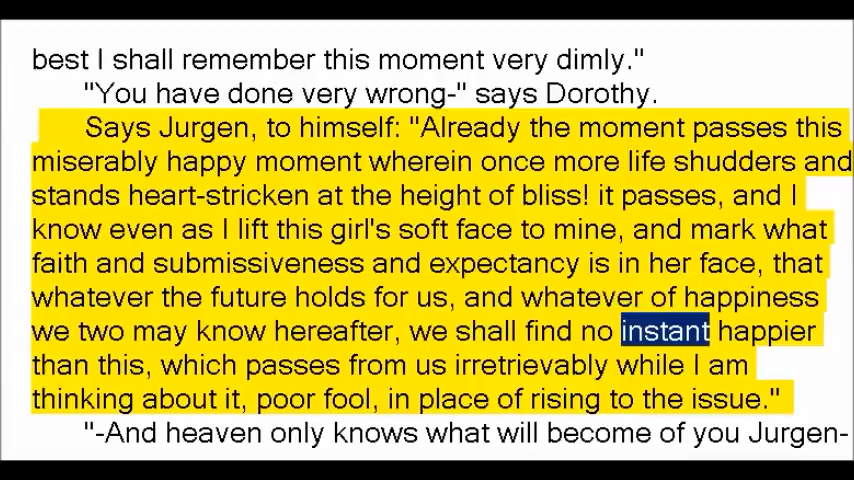 best I shall remember this moment very dimly."
"You have done very wrong-" says Dorothy.
Says Jurgen, to himself: "Already the moment passes this
miserably happy moment wherein once more life shudders and
stands heart-stricken at the height of bliss! it passes, and I
know even as I lift this girl's soft face to mine, and mark what
faith and submissiveness and expectancy is in her face, that
whatever the future holds for us, and whatever of happiness
we two may know hereafter, we shall find no instant happier
than this, which passes from us irretrievably while I am
thinking about it, poor fool, in place of rising to the issue."
"-And heaven only knows what will become of you Jurgen-